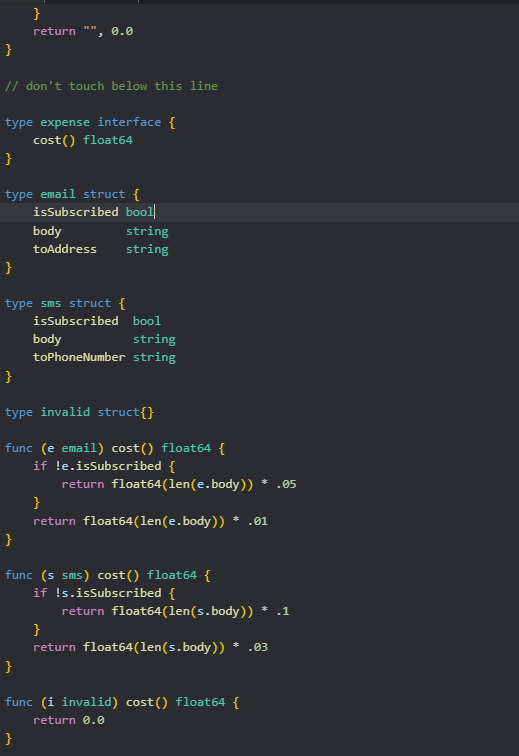 }
    return "", 0.0
}

// don't touch below this line

type expense interface {
    cost() float64
}

type email struct {
    isSubscribed bool
    body         string
    toAddress    string
}

type sms struct {
    isSubscribed  bool
    body          string
    toPhoneNumber string
}

type invalid struct{}

func (e email) cost() float64 {
    if !e.isSubscribed {
        return float64(len(e.body)) * .05
    }
    return float64(len(e.body)) * .01
}

func (s sms) cost() float64 {
    if !s.isSubscribed {
        return float64(len(s.body)) * .1
    }
    return float64(len(s.body)) * .03
}

func (i invalid) cost() float64 {
    return 0.0
}